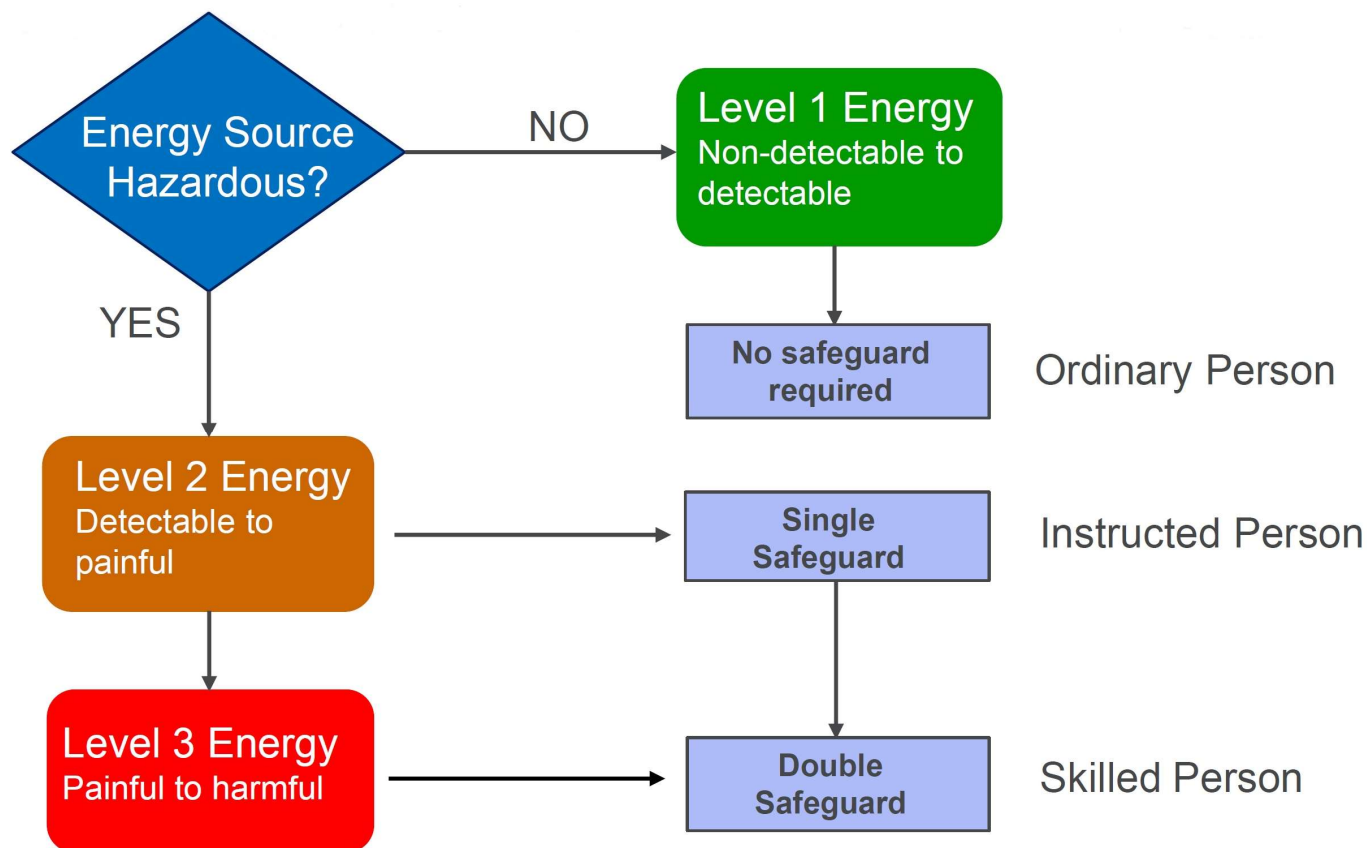 Energy Source
Hazardous?
NO
Level 1 Energy
Non-detectable to
detectable
YES
No safeguard
required
Ordinary Person
Level 2 Energy
Detectable to
painful
Single
Safeguard
Instructed Person
Level 3 Energy
Painful to harmful
Double
Safeguard
Skilled Person